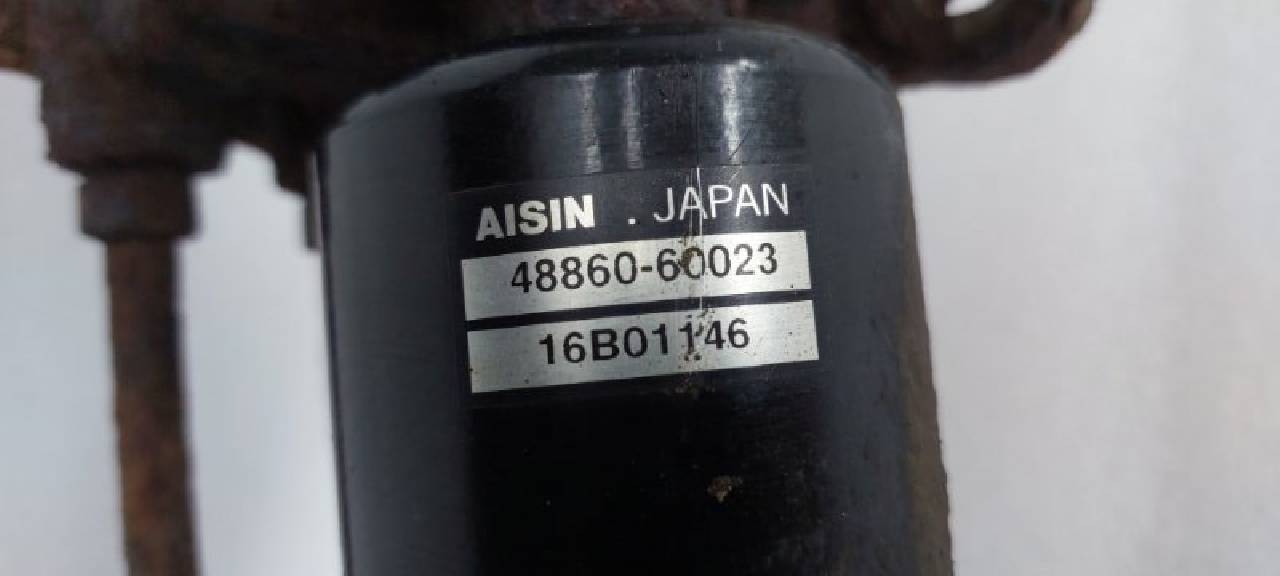 AISIN . JAPAN
48860-60023
16B01146